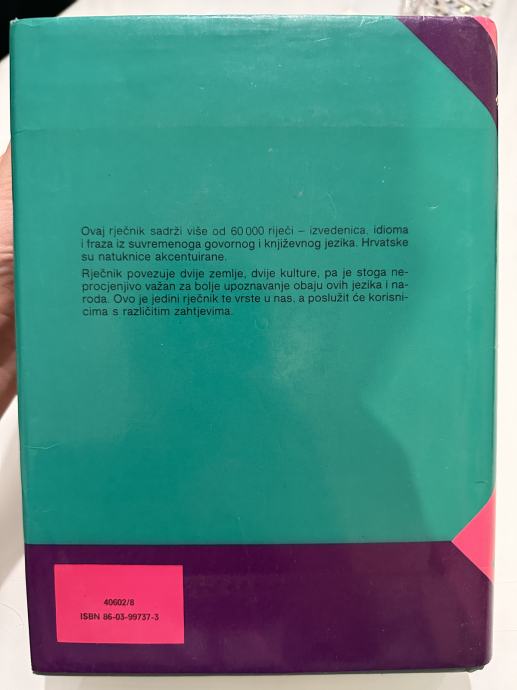 Ovaj rječnik sadrži više od 60 000 riječi – izvedenica, idioma
i fraza iz suvremenoga govornog i književnog jezika. Hrvatske
su natuknice akcentuirane.
Rječnik povezuje dvije zemlje, dvije kulture, pa je stoga ne-
procjenjivo važan za bolje upoznavanje obaju ovih jezika i na-
roda. Ovo je jedini rječnik te vrste u nas, a poslužit će korisni-
cima s različitim zahtjevima.
40602/8
ISBN 86-03-99737-3